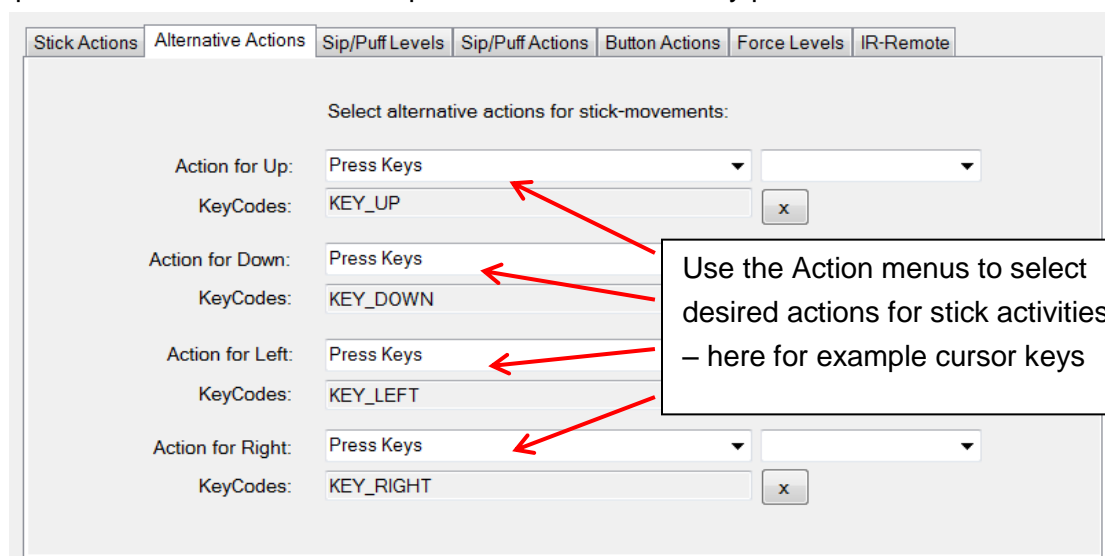 Stick Actions Alternative Actions Sip/Puff Levels Sip/Puff Actions Button Actions Force Levels IR-Remote
Select alternative actions for stick-movements:
Action for Up: Press Keys
KeyCodes: KEY_UP x
Action for Down: Press Keys
KeyCodes: KEY_DOWN
Action for Left: Press Keys
KeyCodes: KEY_LEFT
Action for Right: Press Keys
KeyCodes: KEY_RIGHT x
Use the Action menus to select
desired actions for stick activities
– here for example cursor keys